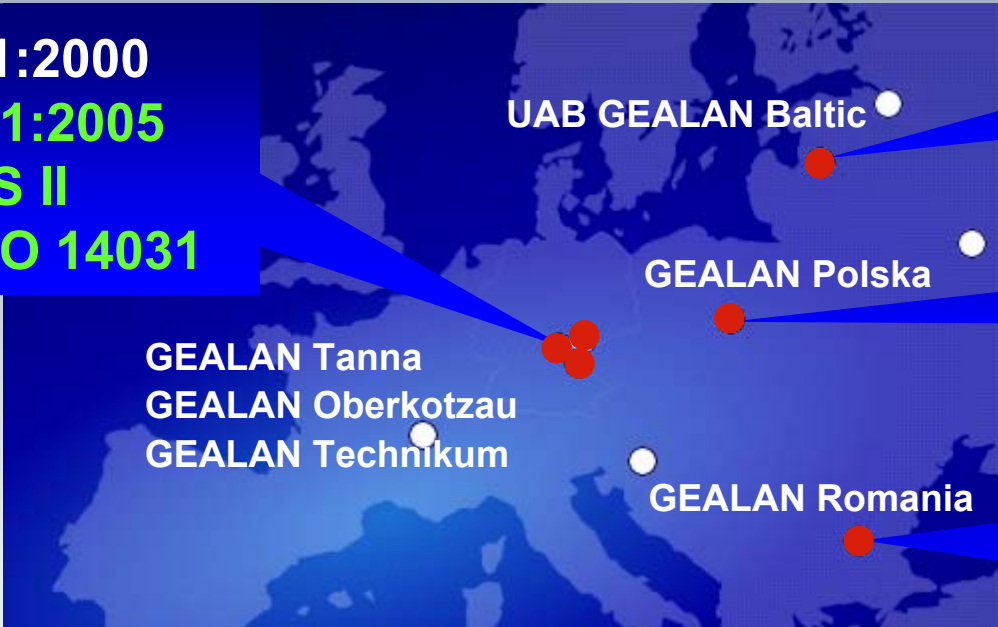 1:2000
1:2005
S II
O 14031
UAB GEALAN Baltic
GEALAN Polska
GEALAN Tanna
GEALAN Oberkotzau
GEALAN Technikum
GEALAN Romania